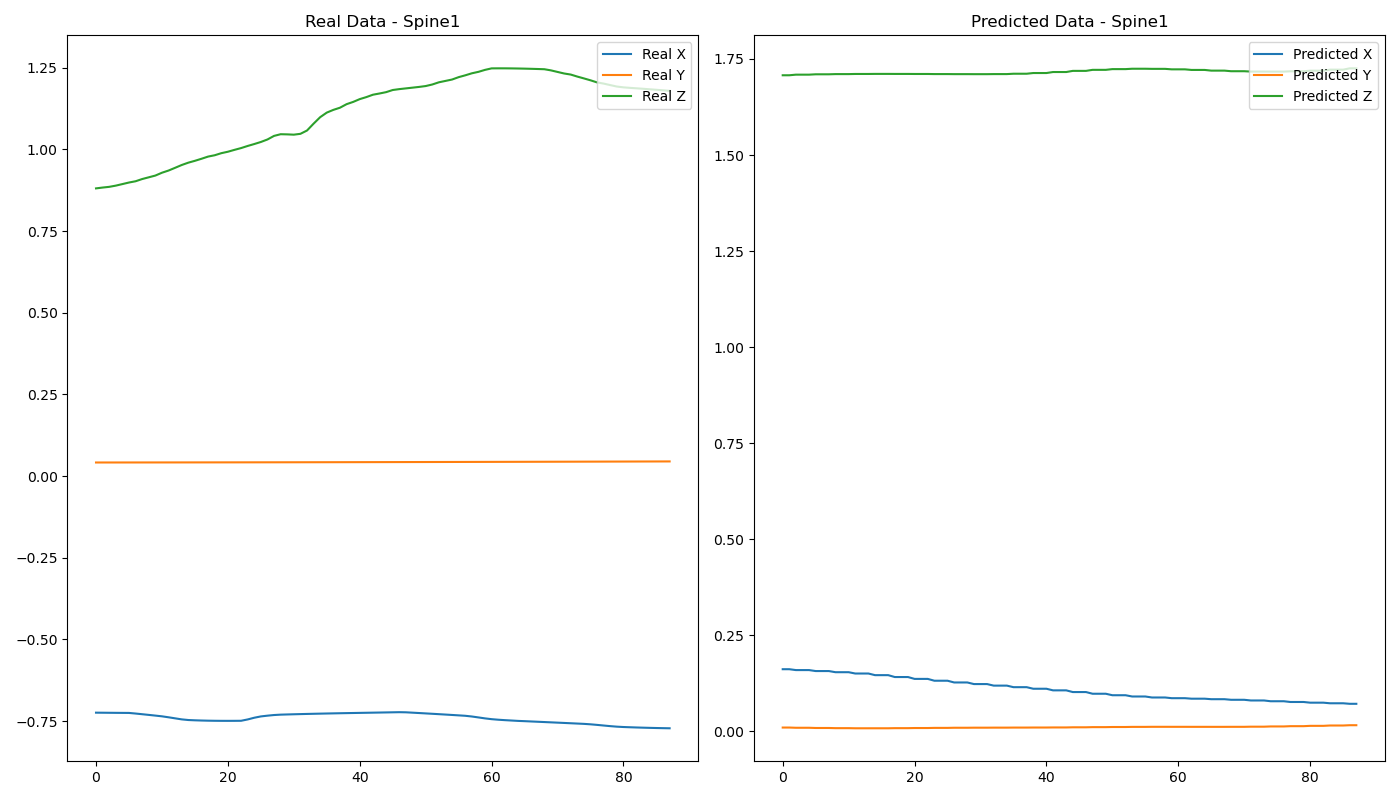 Real Data - Spine1
Real X
Real Y
Real Z
1.25
1.00
0.75
0.50
0.25
0.00
−0.25
−0.50
−0.75
0 20 40 60 80
Predicted Data - Spine1
Predicted X
Predicted Y
Predicted Z
1.75
1.50
1.25
1.00
0.75
0.50
0.25
0.00
0 20 40 60 80